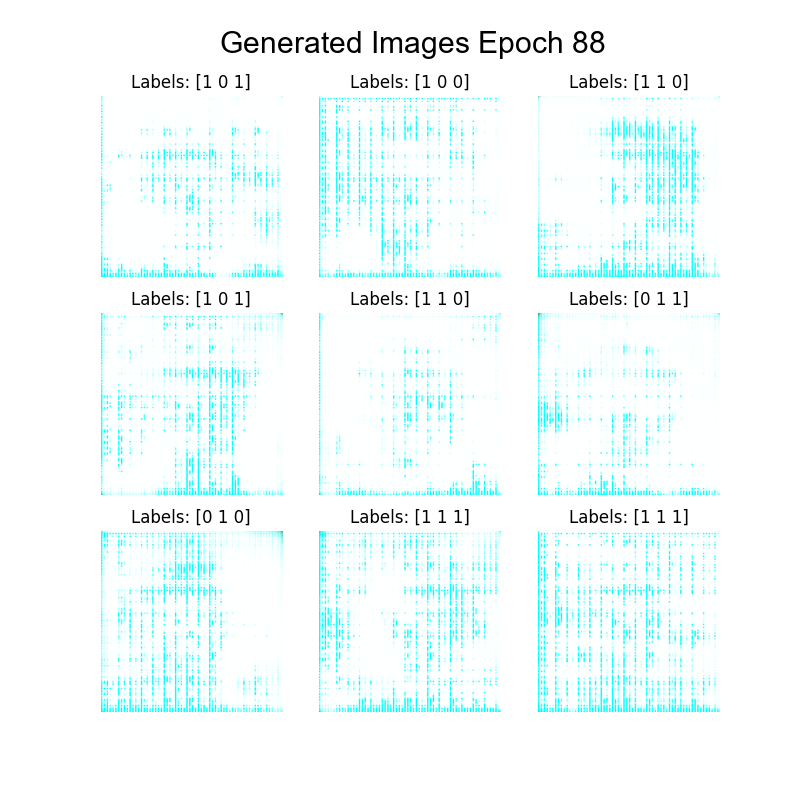 Generated Images Epoch 88
Labels: [1 0 1]
Labels: [1 0 0]
Labels: [1 1 0]
Labels: [1 0 1]
Labels: [1 1 0]
Labels: [0 1 1]
Labels: [0 1 0]
Labels: [1 1 1]
Labels: [1 1 1]